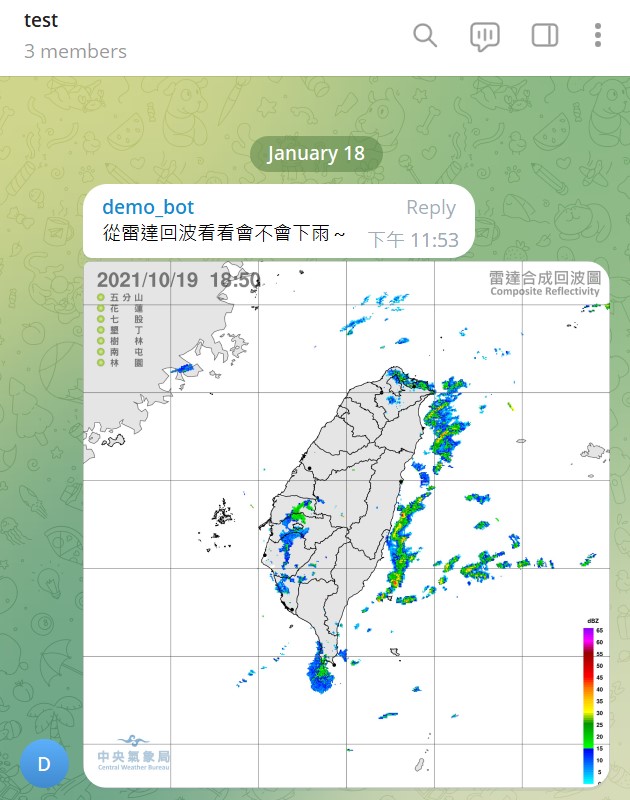 test
3 members
January 18
demo_bot Reply
從雷達回波看看會不會下雨～ 下午 11:53
2021/10/19 18:50 雷達合成回波圖
Composite Reflectivity
五分山
花蓮
七股
墾丁
樹林
南屯
林園
dBZ
65
60
55
50
45
40
35
30
25
20
15
10
5
0
中央氣象局
Central Weather Bureau
D